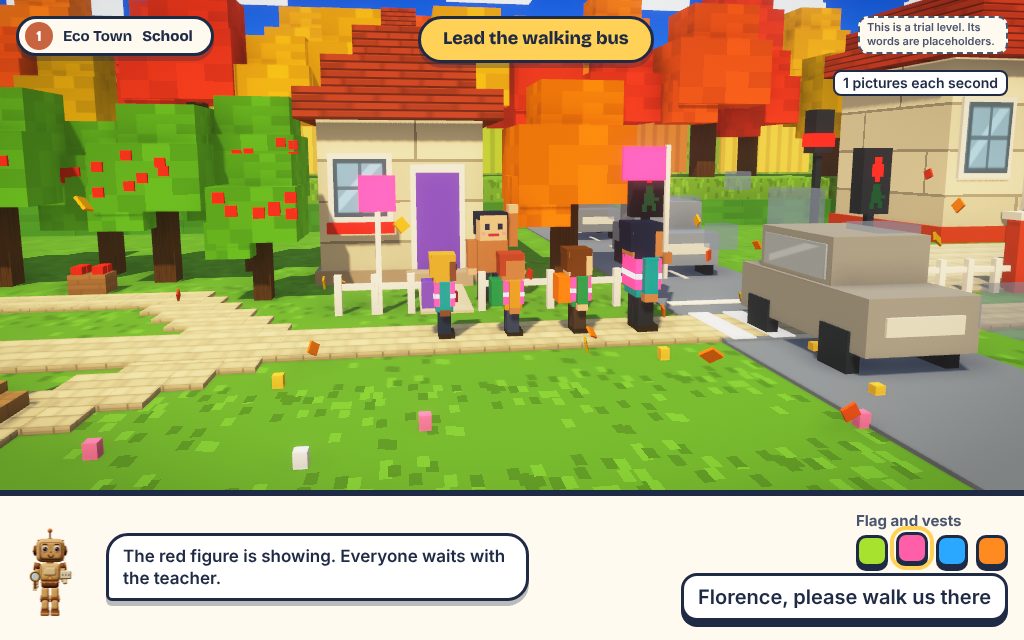 1 Eco Town School
Lead the walking bus
This is a trial level. Its
words are placeholders.
1 pictures each second
The red figure is showing. Everyone waits with
the teacher.
Flag and vests
Florence, please walk us there